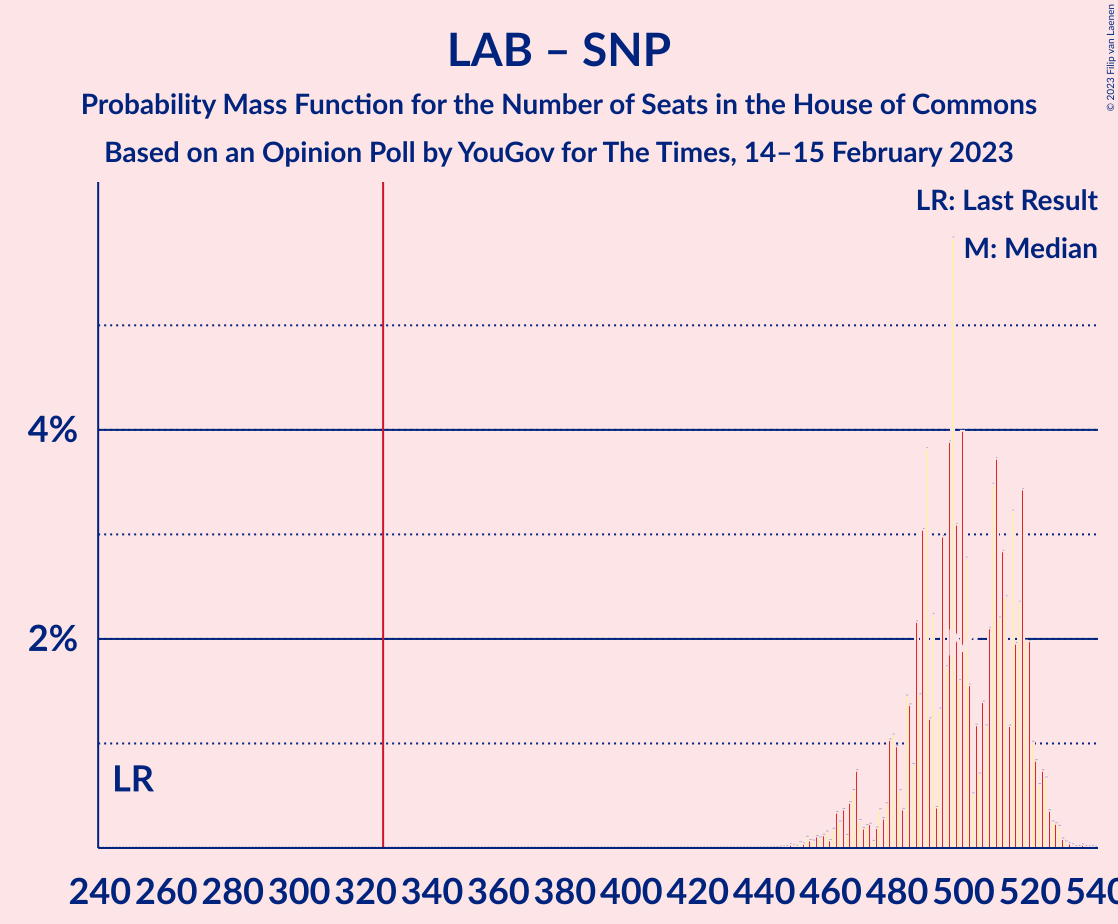 LAB – SNP
Probability Mass Function for the Number of Seats in the House of Commons
Based on an Opinion Poll by YouGov for The Times, 14–15 February 2023
© 2023 Filip van Laenen
LR: Last Result
M: Median
4%
2%
LR
240 260 280 300 320 340 360 380 400 420 440 460 480 500 520 540